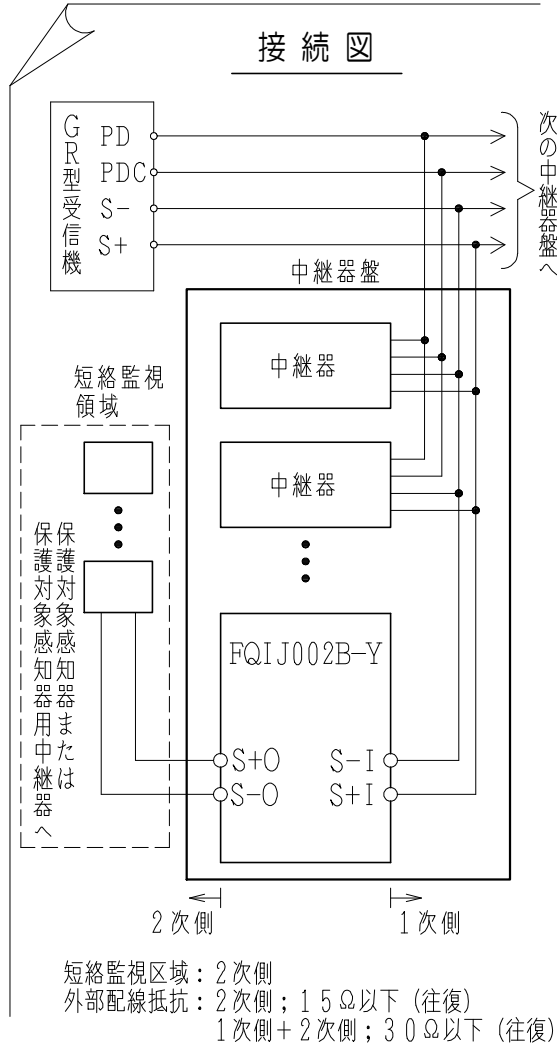 接続図
GR型受信機
PD
PDC
S-
S+
次の中継器盤へ
中継器盤
中継器
短絡監視
領域
中継器
保護対象感知器または
保護対象感知器用中継器へ
FQIJ002B-Y
S+O
S-I
S-O
S+I
2次側
1次側
短絡監視区域：2次側
外部配線抵抗：2次側；15Ω以下（往復）
1次側＋2次側；30Ω以下（往復）